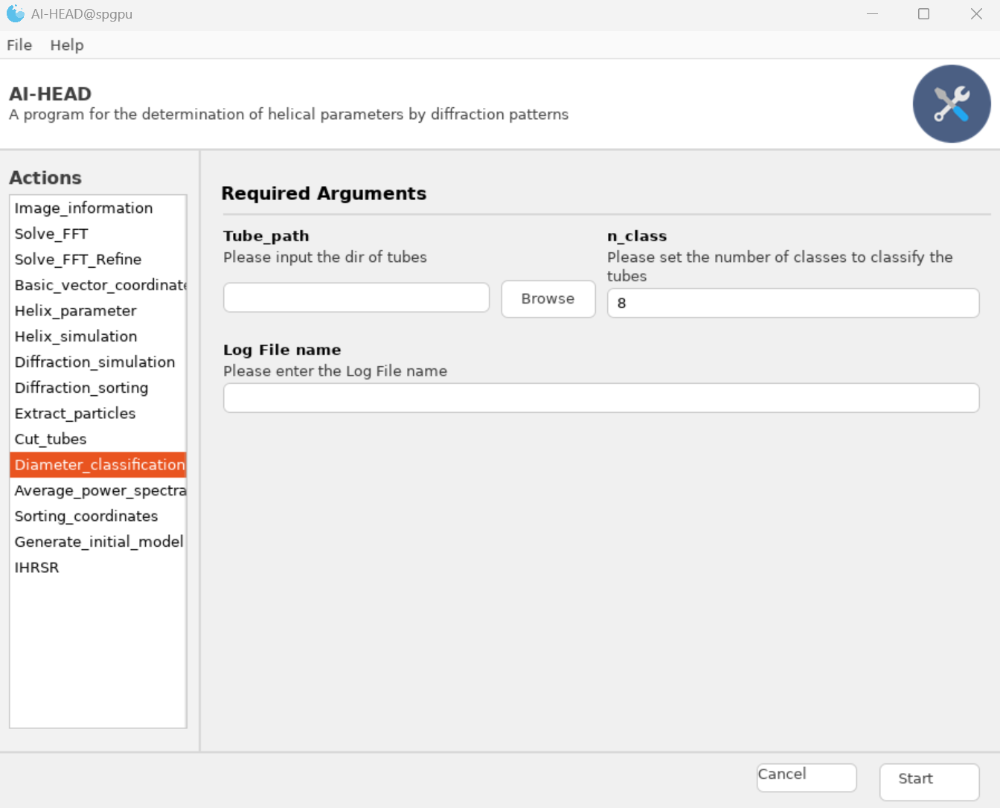 AI-HEAD@spgpu
File Help
AI-HEAD
A program for the determination of helical parameters by diffraction patterns
Actions
Image_information
Solve_FFT
Solve_FFT_Refine
Basic_vector_coordinate
Helix_parameter
Helix_simulation
Diffraction_simulation
Diffraction_sorting
Extract_particles
Cut_tubes
Diameter_classification
Average_power_spectra
Sorting_coordinates
Generate_initial_model
IHRSR
Required Arguments
Tube_path
Please input the dir of tubes
Browse
n_class
Please set the number of classes to classify the
tubes
8
Log File name
Please enter the Log File name
Cancel
Start